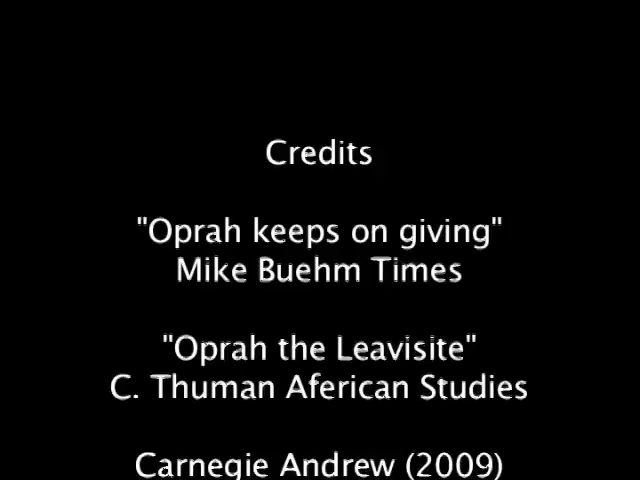 Credits
"Oprah keeps on giving"
Mike Buehm Times
"Oprah the Leavisite"
C. Thuman Aferican Studies
Carnegie Andrew (2009)